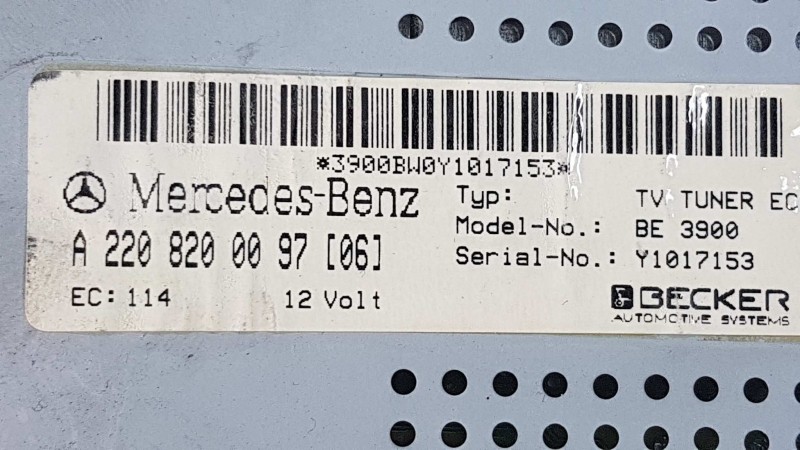 *3900BW0Y1017153*
Mercedes-Benz
A 220 820 00 97 [06]
EC: 114 12 Volt
Typ: TV TUNER EC
Model-No.: BE 3900
Serial-No.: Y1017153
BECKER
AUTOMOTIVE SYSTEMS